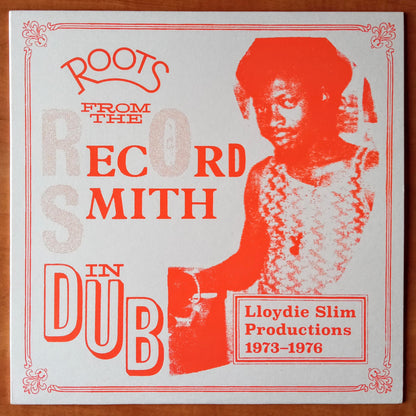 ROOTS
FROM THE
RECORD
SMITH
IN
DUB
Lloydie Slim
Productions
1973–1976